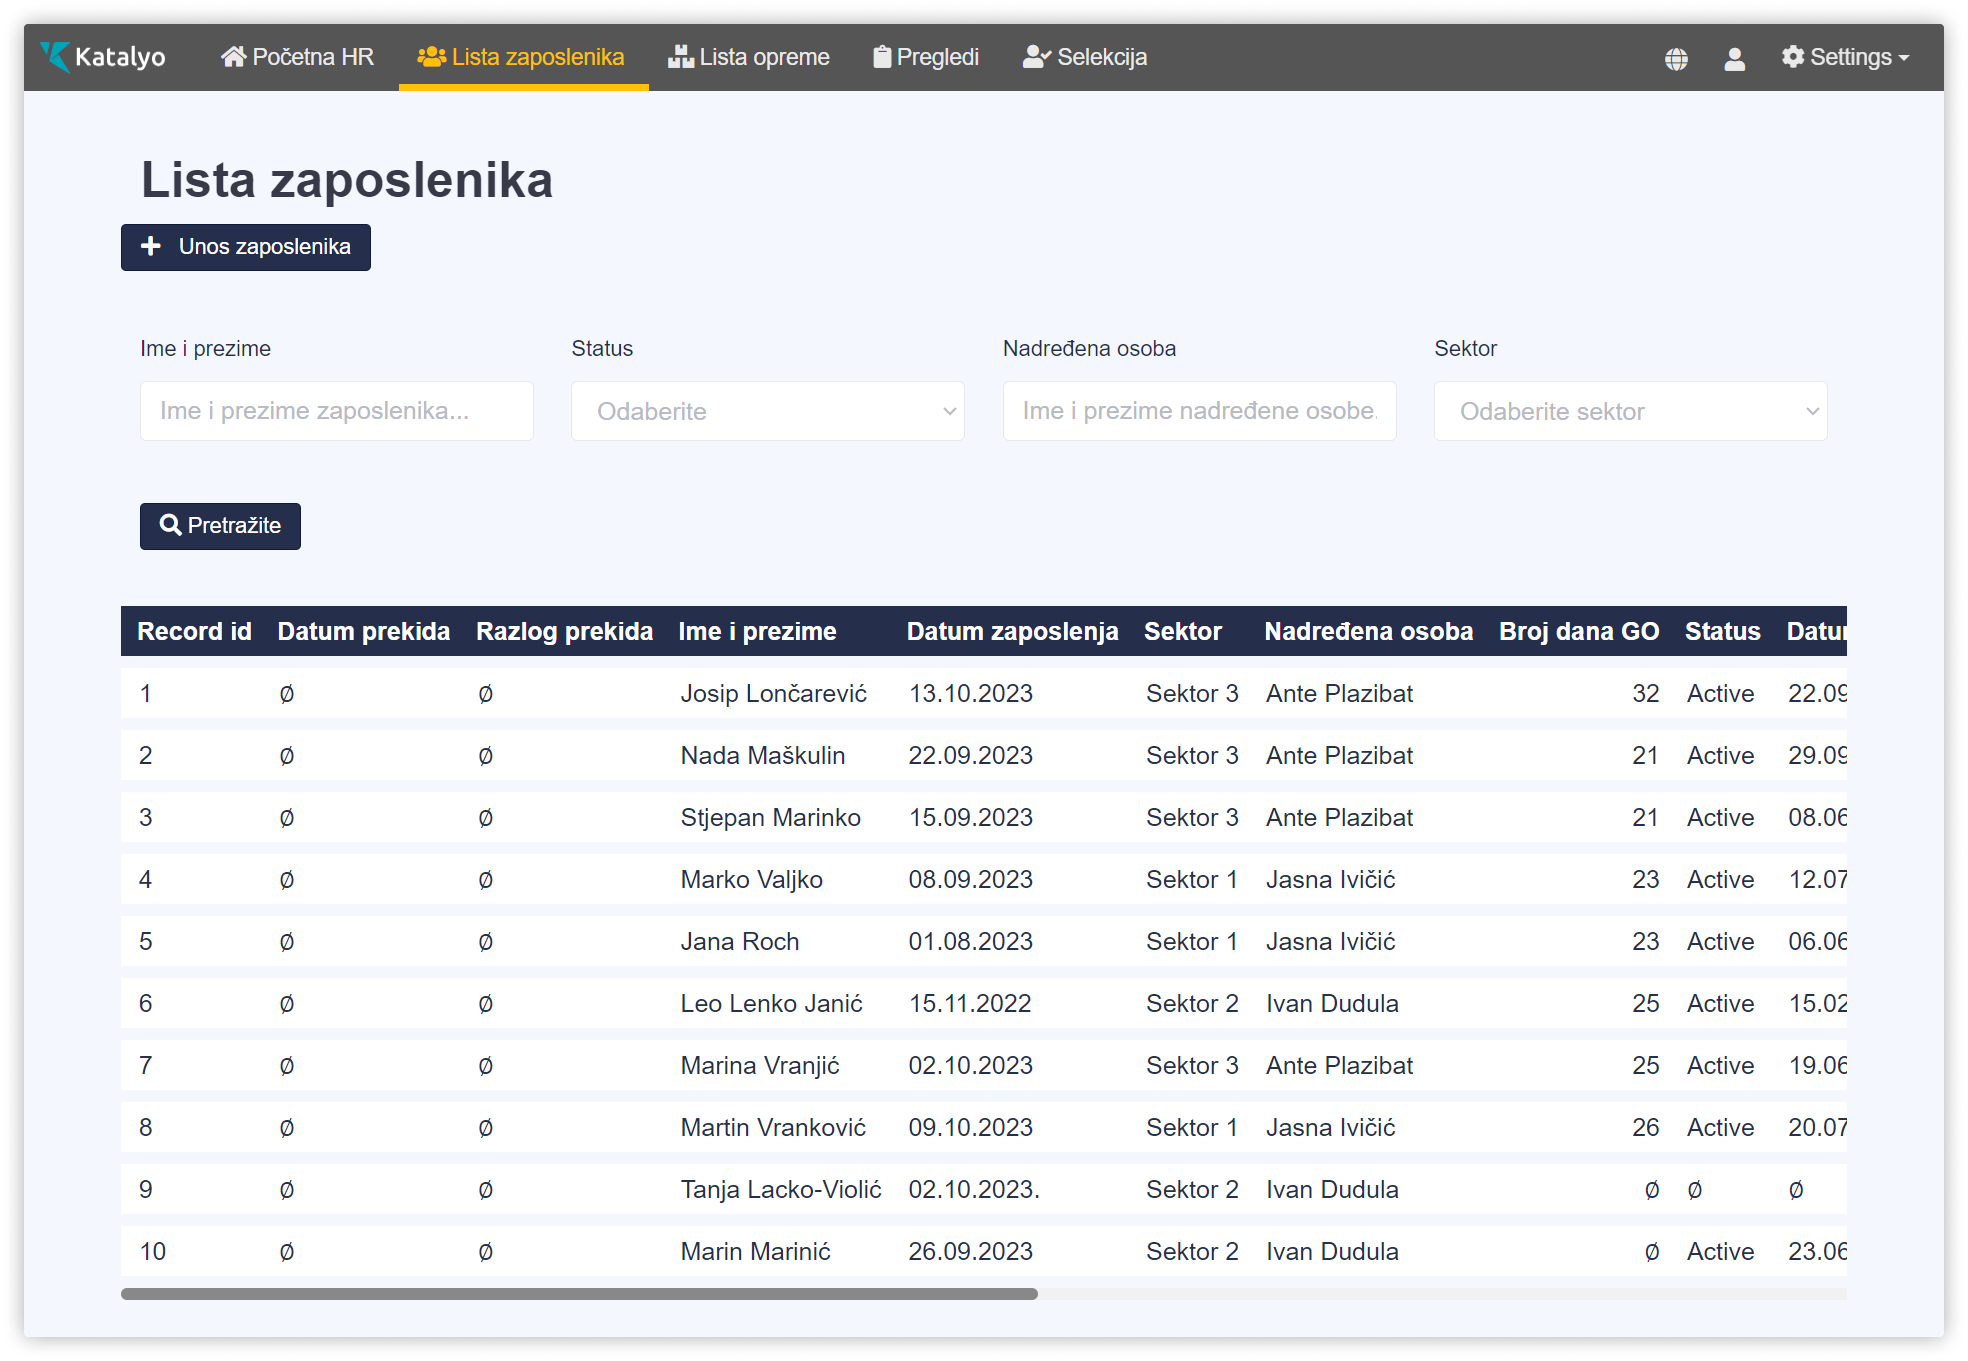 Katalyo Početna HR Lista zaposlenika Lista opreme Pregledi Selekcija Settings
Lista zaposlenika
Unos zaposlenika
Ime i prezime Status Nadređena osoba Sektor
Ime i prezime zaposlenika... Odaberite Ime i prezime nadređene osobe. Odaberite sektor
Pretražite
Record id Datum prekida Razlog prekida Ime i prezime Datum zaposlenja Sektor Nadređena osoba Broj dana GO Status Datum
1 Ø Ø Josip Lončarević 13.10.2023 Sektor 3 Ante Plazibat 32 Active 22.09
2 Ø Ø Nada Maškulin 22.09.2023 Sektor 3 Ante Plazibat 21 Active 29.09
3 Ø Ø Stjepan Marinko 15.09.2023 Sektor 3 Ante Plazibat 21 Active 08.06
4 Ø Ø Marko Valjko 08.09.2023 Sektor 1 Jasna Ivičić 23 Active 12.07
5 Ø Ø Jana Roch 01.08.2023 Sektor 1 Jasna Ivičić 23 Active 06.06
6 Ø Ø Leo Lenko Janić 15.11.2022 Sektor 2 Ivan Dudula 25 Active 15.02
7 Ø Ø Marina Vranjić 02.10.2023 Sektor 3 Ante Plazibat 25 Active 19.06
8 Ø Ø Martin Vranković 09.10.2023 Sektor 1 Jasna Ivičić 26 Active 20.07
9 Ø Ø Tanja Lacko-Violić 02.10.2023. Sektor 2 Ivan Dudula Ø Ø Ø
10 Ø Ø Marin Marinić 26.09.2023 Sektor 2 Ivan Dudula Ø Active 23.06